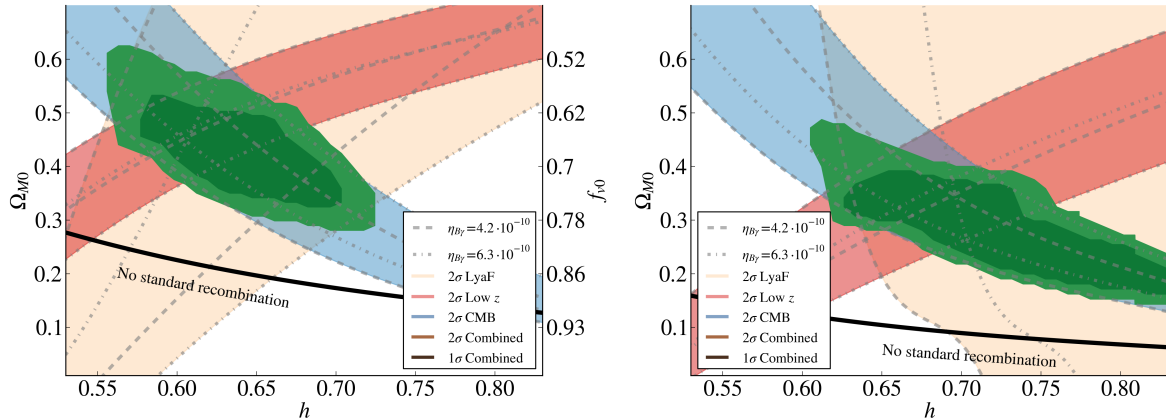 0.6
0.5
0.4
0.3
0.2
0.1
Ω_{M0}
0.55 0.60 0.65 0.70 0.75 0.80
h
0.52
0.62
0.7
0.78
0.86
0.93
f_{v0}
No standard recombination
η_{Bγ}=4.2·10^{-10}
η_{Bγ}=6.3·10^{-10}
2σ LyaF
2σ Low z
2σ CMB
2σ Combined
1σ Combined
0.6
0.5
0.4
0.3
0.2
0.1
Ω_{M0}
0.55 0.60 0.65 0.70 0.75 0.80
h
η_{Bγ}=4.2·10^{-10}
η_{Bγ}=6.3·10^{-10}
2σ LyaF
2σ Low z
2σ CMB
2σ Combined
1σ Combined
No standard recombination